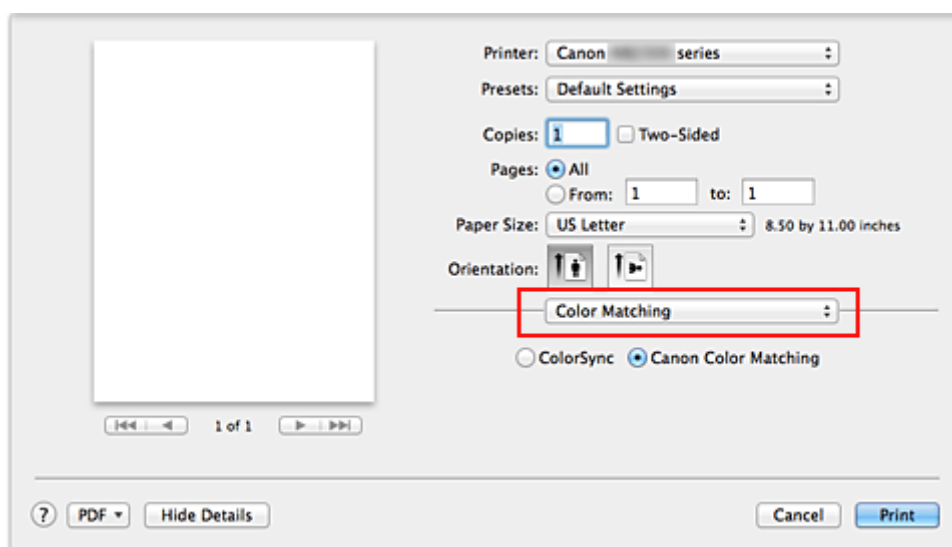 Printer: Canon series
Presets: Default Settings
Copies: 1 Two-Sided
Pages: All
From: 1 to: 1
Paper Size: US Letter 8.50 by 11.00 inches
Orientation:
Color Matching
ColorSync Canon Color Matching
1 of 1
? PDF Hide Details Cancel Print